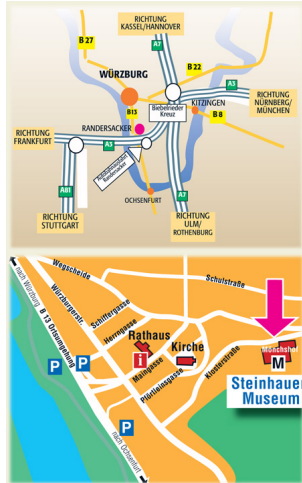 RICHTUNG
KASSEL/HANNOVER
A7
B 27
B 22
WÜRZBURG
A3
Biebelrieder
Kreuz
RICHTUNG
NÜRNBERG/
MÜNCHEN
KITZINGEN
B13
B 8
RANDERSACKER
RICHTUNG
FRANKFURT
A3
Autobahnausfahrt
Randersacker
A81
OCHSENFURT
A7
RICHTUNG
STUTTGART
RICHTUNG
ULM/
ROTHENBURG
nach Würzburg
Wegscheide
Schulstraße
B 13 Ortsumgehung
Würzburgerstr.
Schiffergasse
Herrngasse
Rathaus
i
Kirche
Maingasse
Klosterstraße
Mönchshof
M
P
P
Pförtleinsgasse
Steinhauer
Museum
P
nach Ochsenfurt